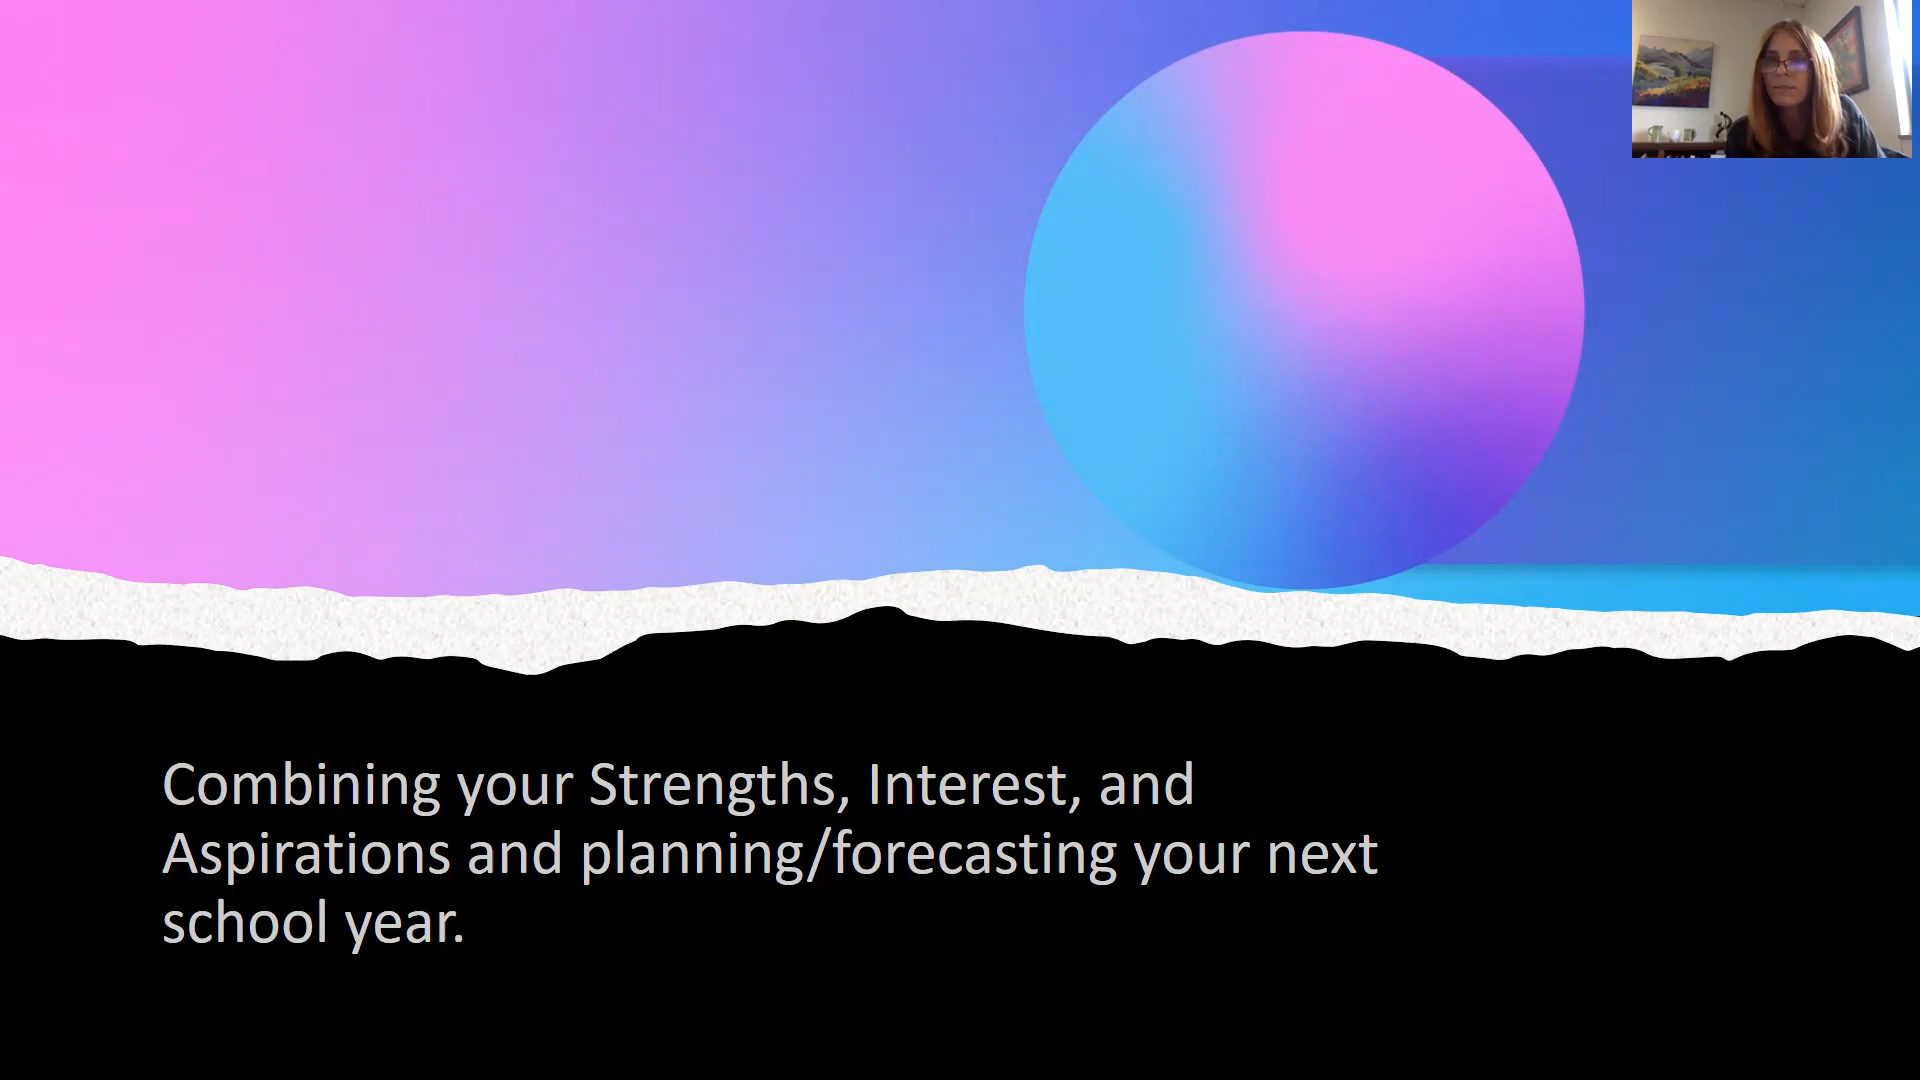 Combining your Strengths, Interest, and
Aspirations and planning/forecasting your next
school year.